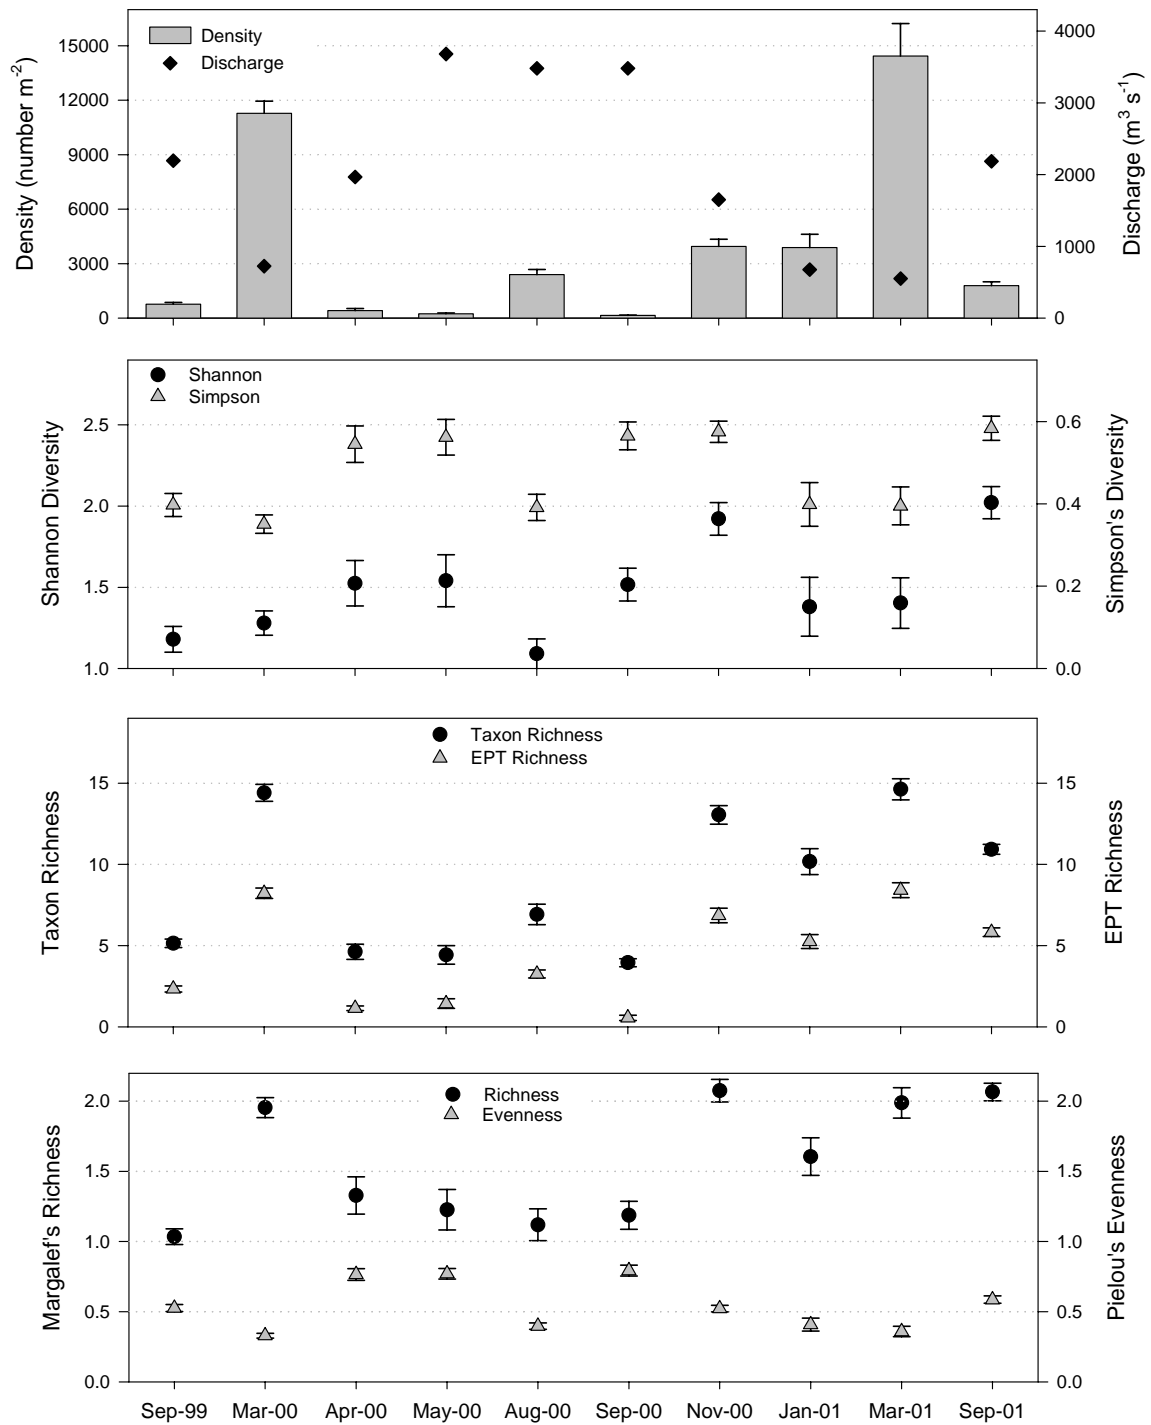 Density (number m-2)
15000
12000
9000
6000
3000
0
Density
Discharge
4000
3000
2000
1000
0
Discharge (m3 s-1)
Shannon Diversity
2.5
2.0
1.5
1.0
Shannon
Simpson
0.6
0.4
0.2
0.0
Simpson's Diversity
Taxon Richness
15
10
5
0
Taxon Richness
EPT Richness
15
10
5
0
EPT Richness
Margalef's Richness
2.0
1.5
1.0
0.5
0.0
Richness
Evenness
2.0
1.5
1.0
0.5
0.0
Pielou's Evenness
Sep-99 Mar-00 Apr-00 May-00 Aug-00 Sep-00 Nov-00 Jan-01 Mar-01 Sep-01